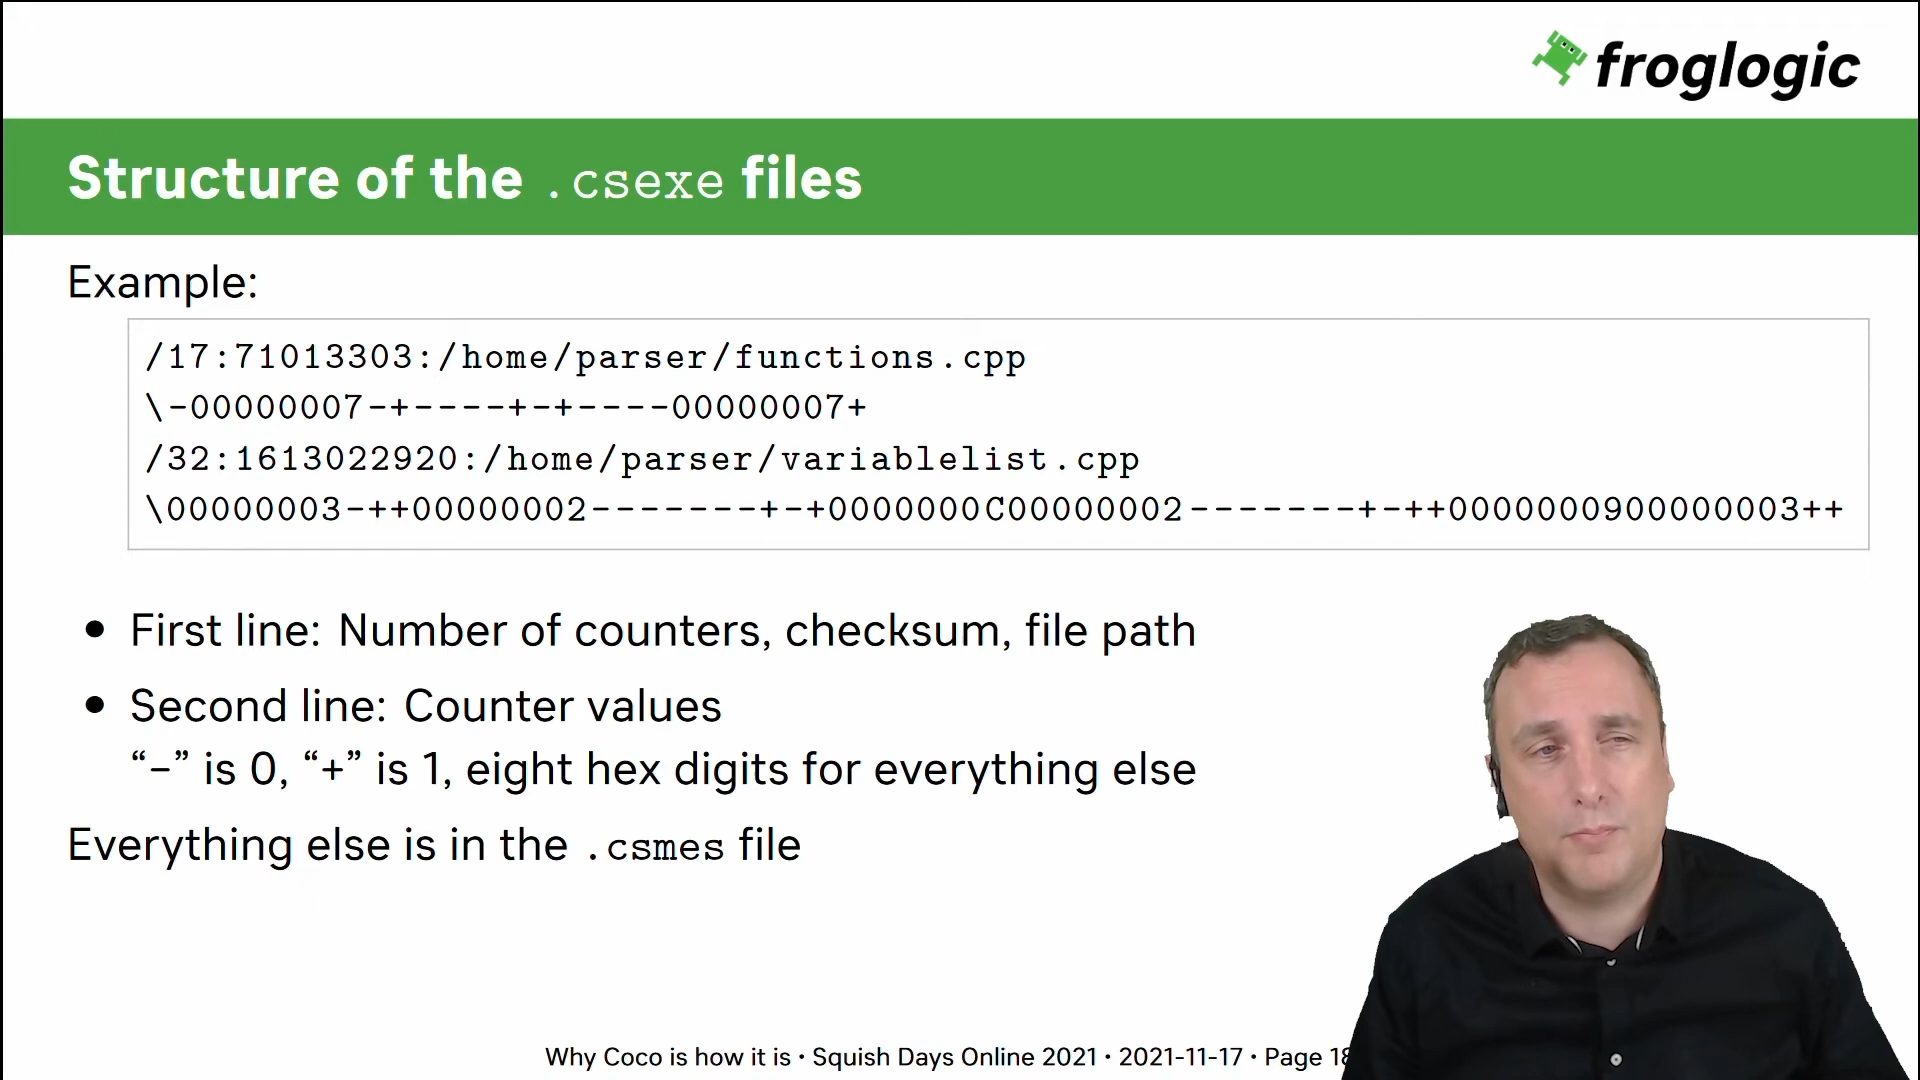 froglogic
Structure of the .csexe files
Example:
/17:71013303:/home/parser/functions.cpp
\-00000007-+----+-+----00000007+
/32:1613022920:/home/parser/variablelist.cpp
\00000003-++00000002-------+-+0000000C00000002-------+-++0000000900000003++
• First line: Number of counters, checksum, file path
• Second line: Counter values
“-” is 0, “+” is 1, eight hex digits for everything else
Everything else is in the .csmes file
Why Coco is how it is • Squish Days Online 2021 • 2021-11-17 • Page 18